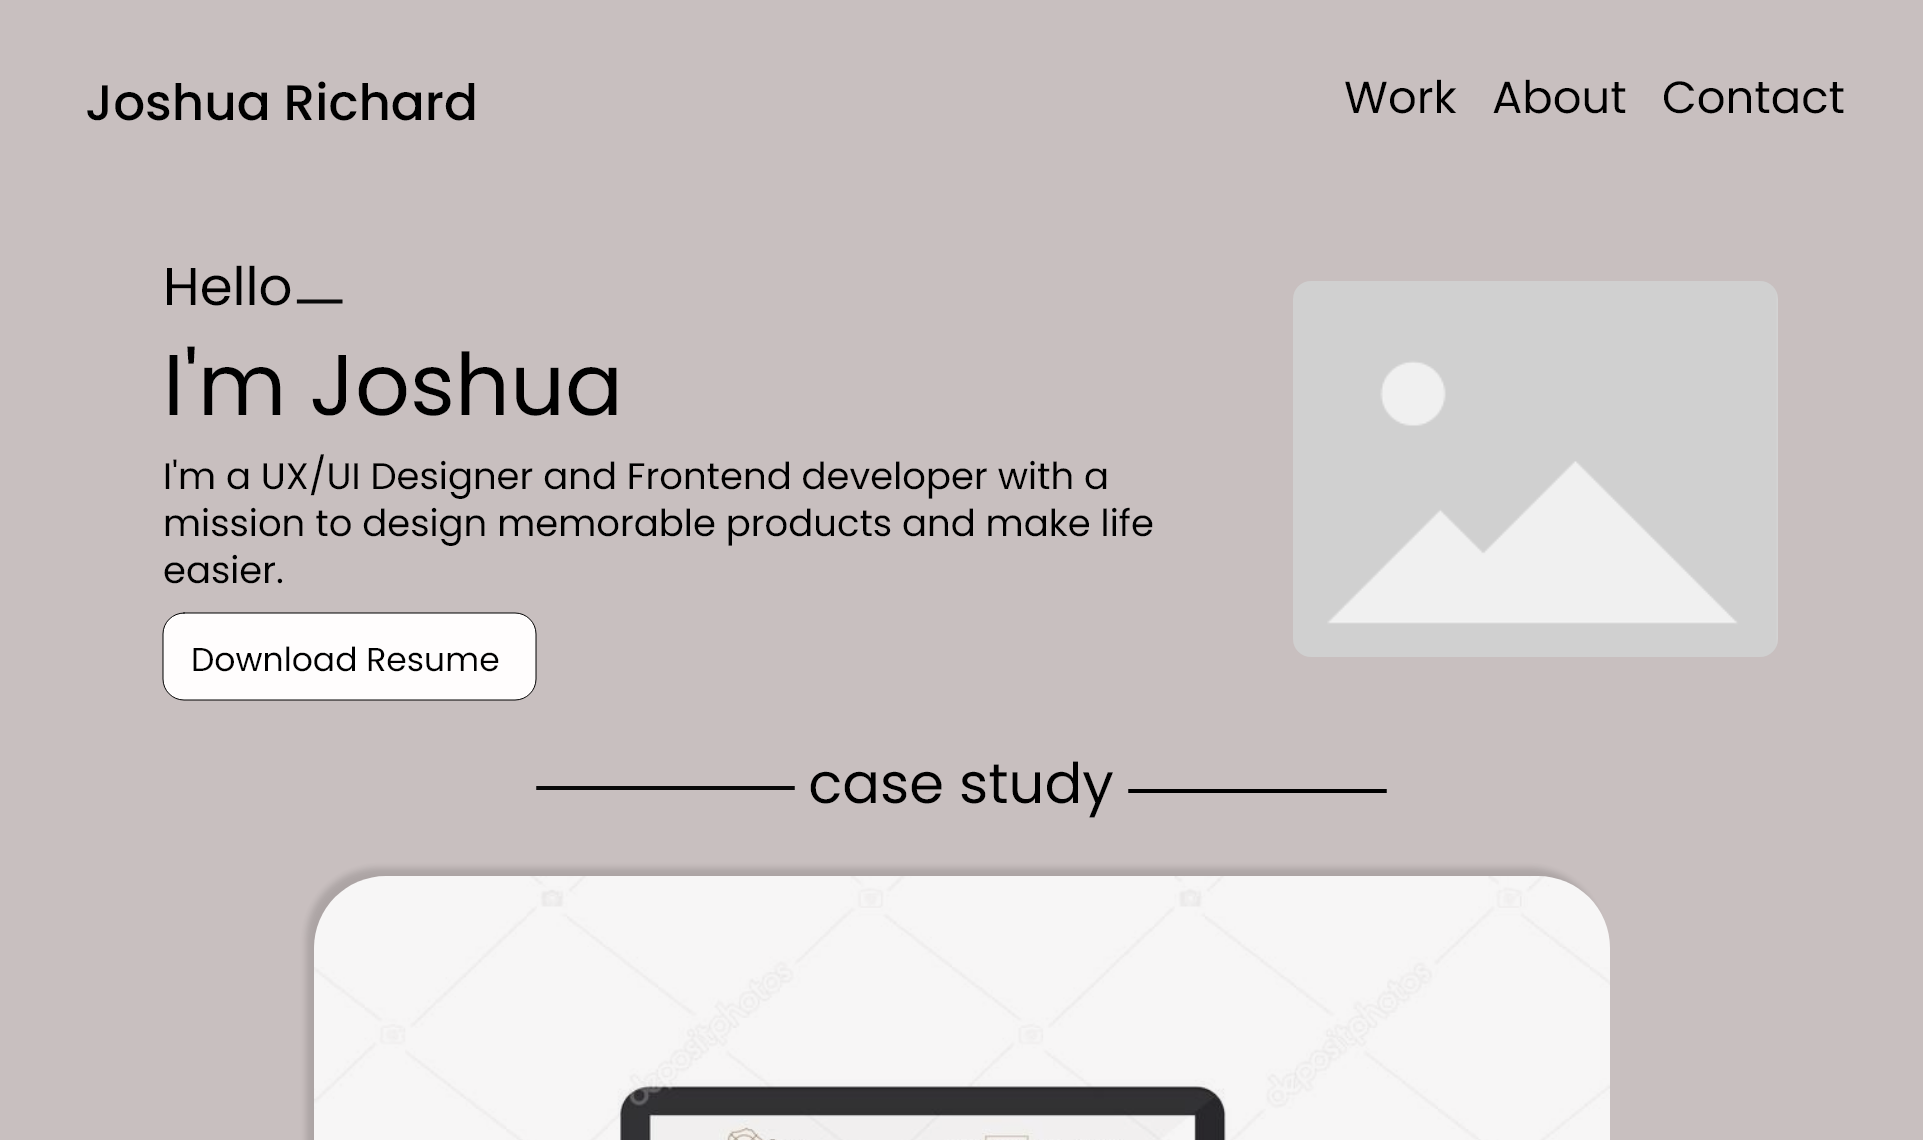 Joshua Richard
Work About Contact
Hello
I'm Joshua
I'm a UX/UI Designer and Frontend developer with a
mission to design memorable products and make life
easier.
Download Resume
case study
depositphotos
depositphotos